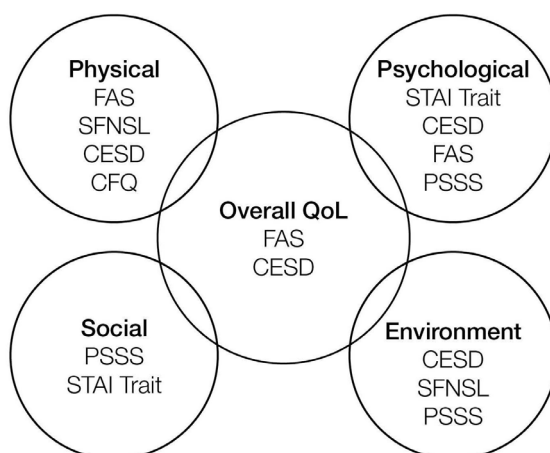 Physical
FAS
SFNSL
CESD
CFQ
Psychological
STAI Trait
CESD
FAS
PSSS
Overall QoL
FAS
CESD
Social
PSSS
STAI Trait
Environment
CESD
SFNSL
PSSS